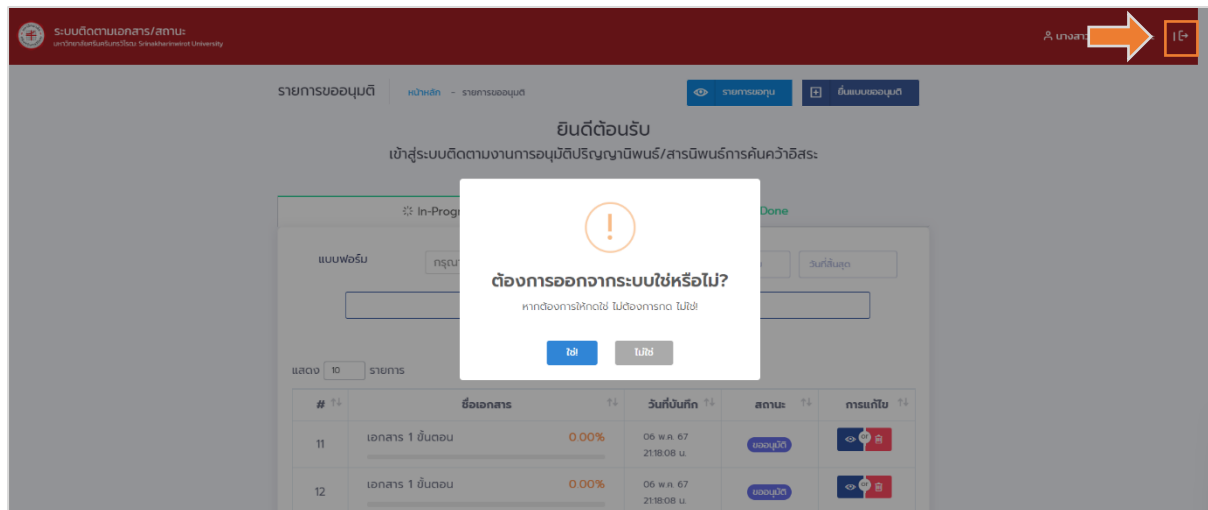 ระบบติดตามเอกสาร/สถานะ
มหาวิทยาลัยศรีนครินทรวิโรฒ Srinakharinwirot University
นางสาว
รายการขออนุมติ
หน้าหลัก - รายการขออนุมติ
รายการขอทุน
ยื่นแบบขออนุมติ
ยินดีต้อนรับ
เข้าสู่ระบบติดตามงานการอนุมัติปริญญานิพนธ์/สารนิพนธ์การค้นคว้าอิสระ
In-Progr
Done
แบบฟอร์ม
กรุณา
วันที่สิ้นสุด
!
ต้องการออกจากระบบใช่หรือไม่?
หากต้องการให้กดใช่ ไม่ต้องการกด ไม่ใช่!
ใช่!
ไม่ใช่
แสดง 10 รายการ
# ชื่อเอกสาร วันที่บันทึก สถานะ การแก้ไข
11 เอกสาร 1 ขั้นตอน 0.00% 06 พ.ค. 67 ขออนุมัติ or
21:18:08 น.
12 เอกสาร 1 ขั้นตอน 0.00% 06 พ.ค. 67 ขออนุมัติ or
21:18:08 น.